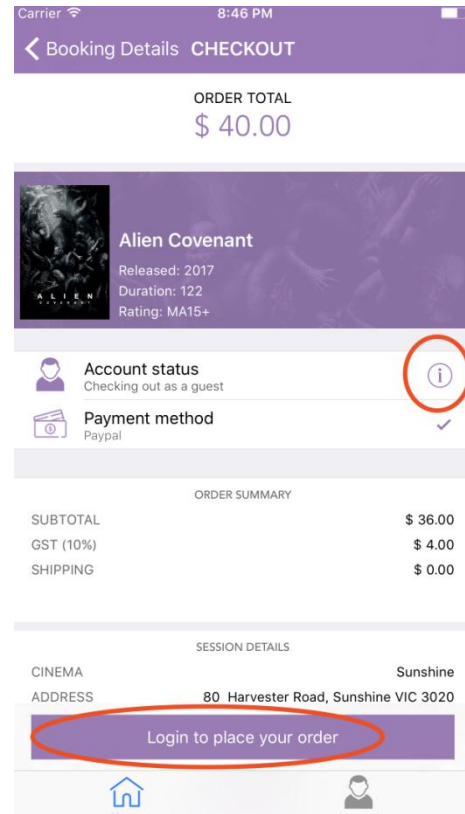 Carrier 8:46 PM
Booking Details CHECKOUT
ORDER TOTAL
$ 40.00
Alien Covenant
Released: 2017
Duration: 122
Rating: MA15+
ALIEN
COVENANT
Account status
Checking out as a guest
i
Payment method
Paypal
ORDER SUMMARY
SUBTOTAL $ 36.00
GST (10%) $ 4.00
SHIPPING $ 0.00
SESSION DETAILS
CINEMA Sunshine
ADDRESS 80 Harvester Road, Sunshine VIC 3020
Login to place your order